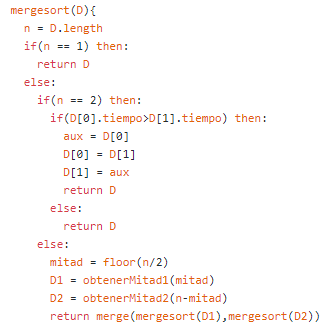 mergesort(D){
n = D.length
if(n == 1) then:
return D
else:
if(n == 2) then:
if(D[0].tiempo>D[1].tiempo) then:
aux = D[0]
D[0] = D[1]
D[1] = aux
return D
else:
return D
else:
mitad = floor(n/2)
D1 = obtenerMitad1(mitad)
D2 = obtenerMitad2(n-mitad)
return merge(mergesort(D1),mergesort(D2))